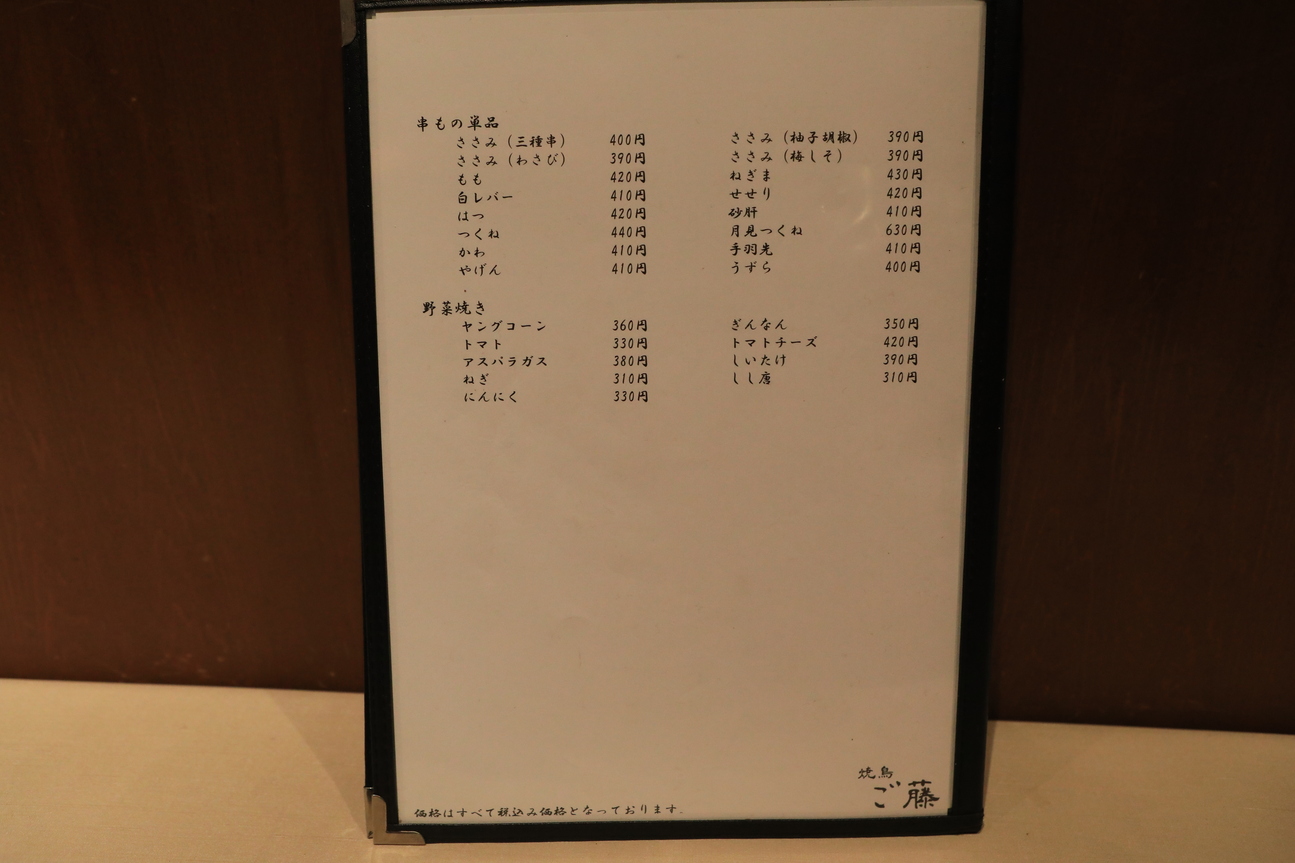 串もの単品
ささみ（三種串） 400円 ささみ（柚子胡椒） 390円
ささみ（わさび） 390円 ささみ（梅しそ） 390円
もも 420円 ねぎま 430円
白レバー 410円 せせり 420円
はつ 420円 砂肝 410円
つくね 440円 月見つくね 630円
かわ 410円 手羽先 410円
やげん 410円 うずら 400円
野菜焼き
ヤングコーン 360円 ぎんなん 350円
トマト 330円 トマトチーズ 420円
アスパラガス 380円 しいたけ 390円
ねぎ 310円 しし唐 310円
にんにく 330円
焼鳥
ご藤
価格はすべて税込み価格となっております.